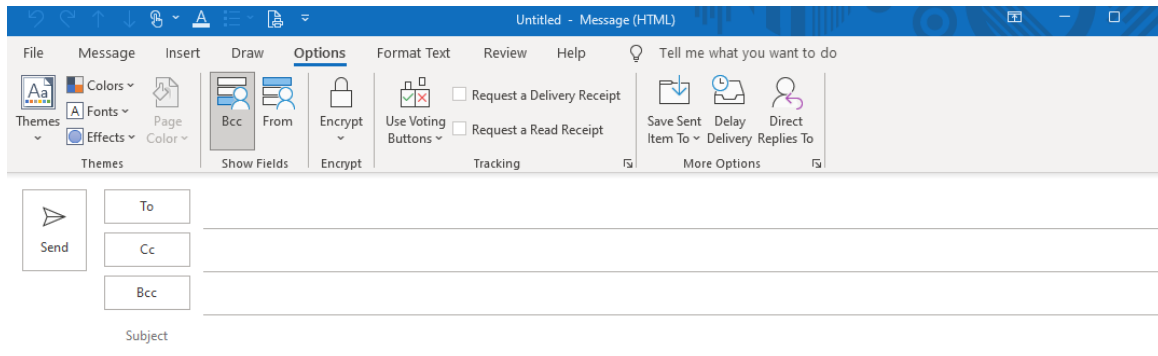 Untitled - Message (HTML)
File Message Insert Draw Options Format Text Review Help Tell me what you want to do
Aa Colors
A Fonts
Effects
Themes
Page Color
Themes
Bcc From
Show Fields
Encrypt
Encrypt
Use Voting Buttons
Request a Delivery Receipt
Request a Read Receipt
Tracking
Save Sent Item To
Delay Delivery
Direct Replies To
More Options
Send
To
Cc
Bcc
Subject